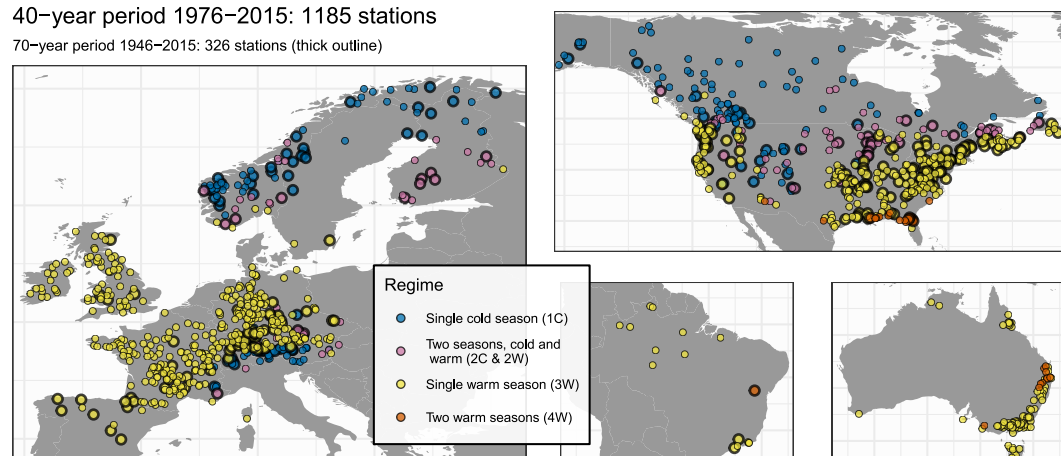 40−year period 1976−2015: 1185 stations
70−year period 1946−2015: 326 stations (thick outline)
Regime
Single cold season (1C)
Two seasons, cold and
warm (2C & 2W)
Single warm season (3W)
Two warm seasons (4W)